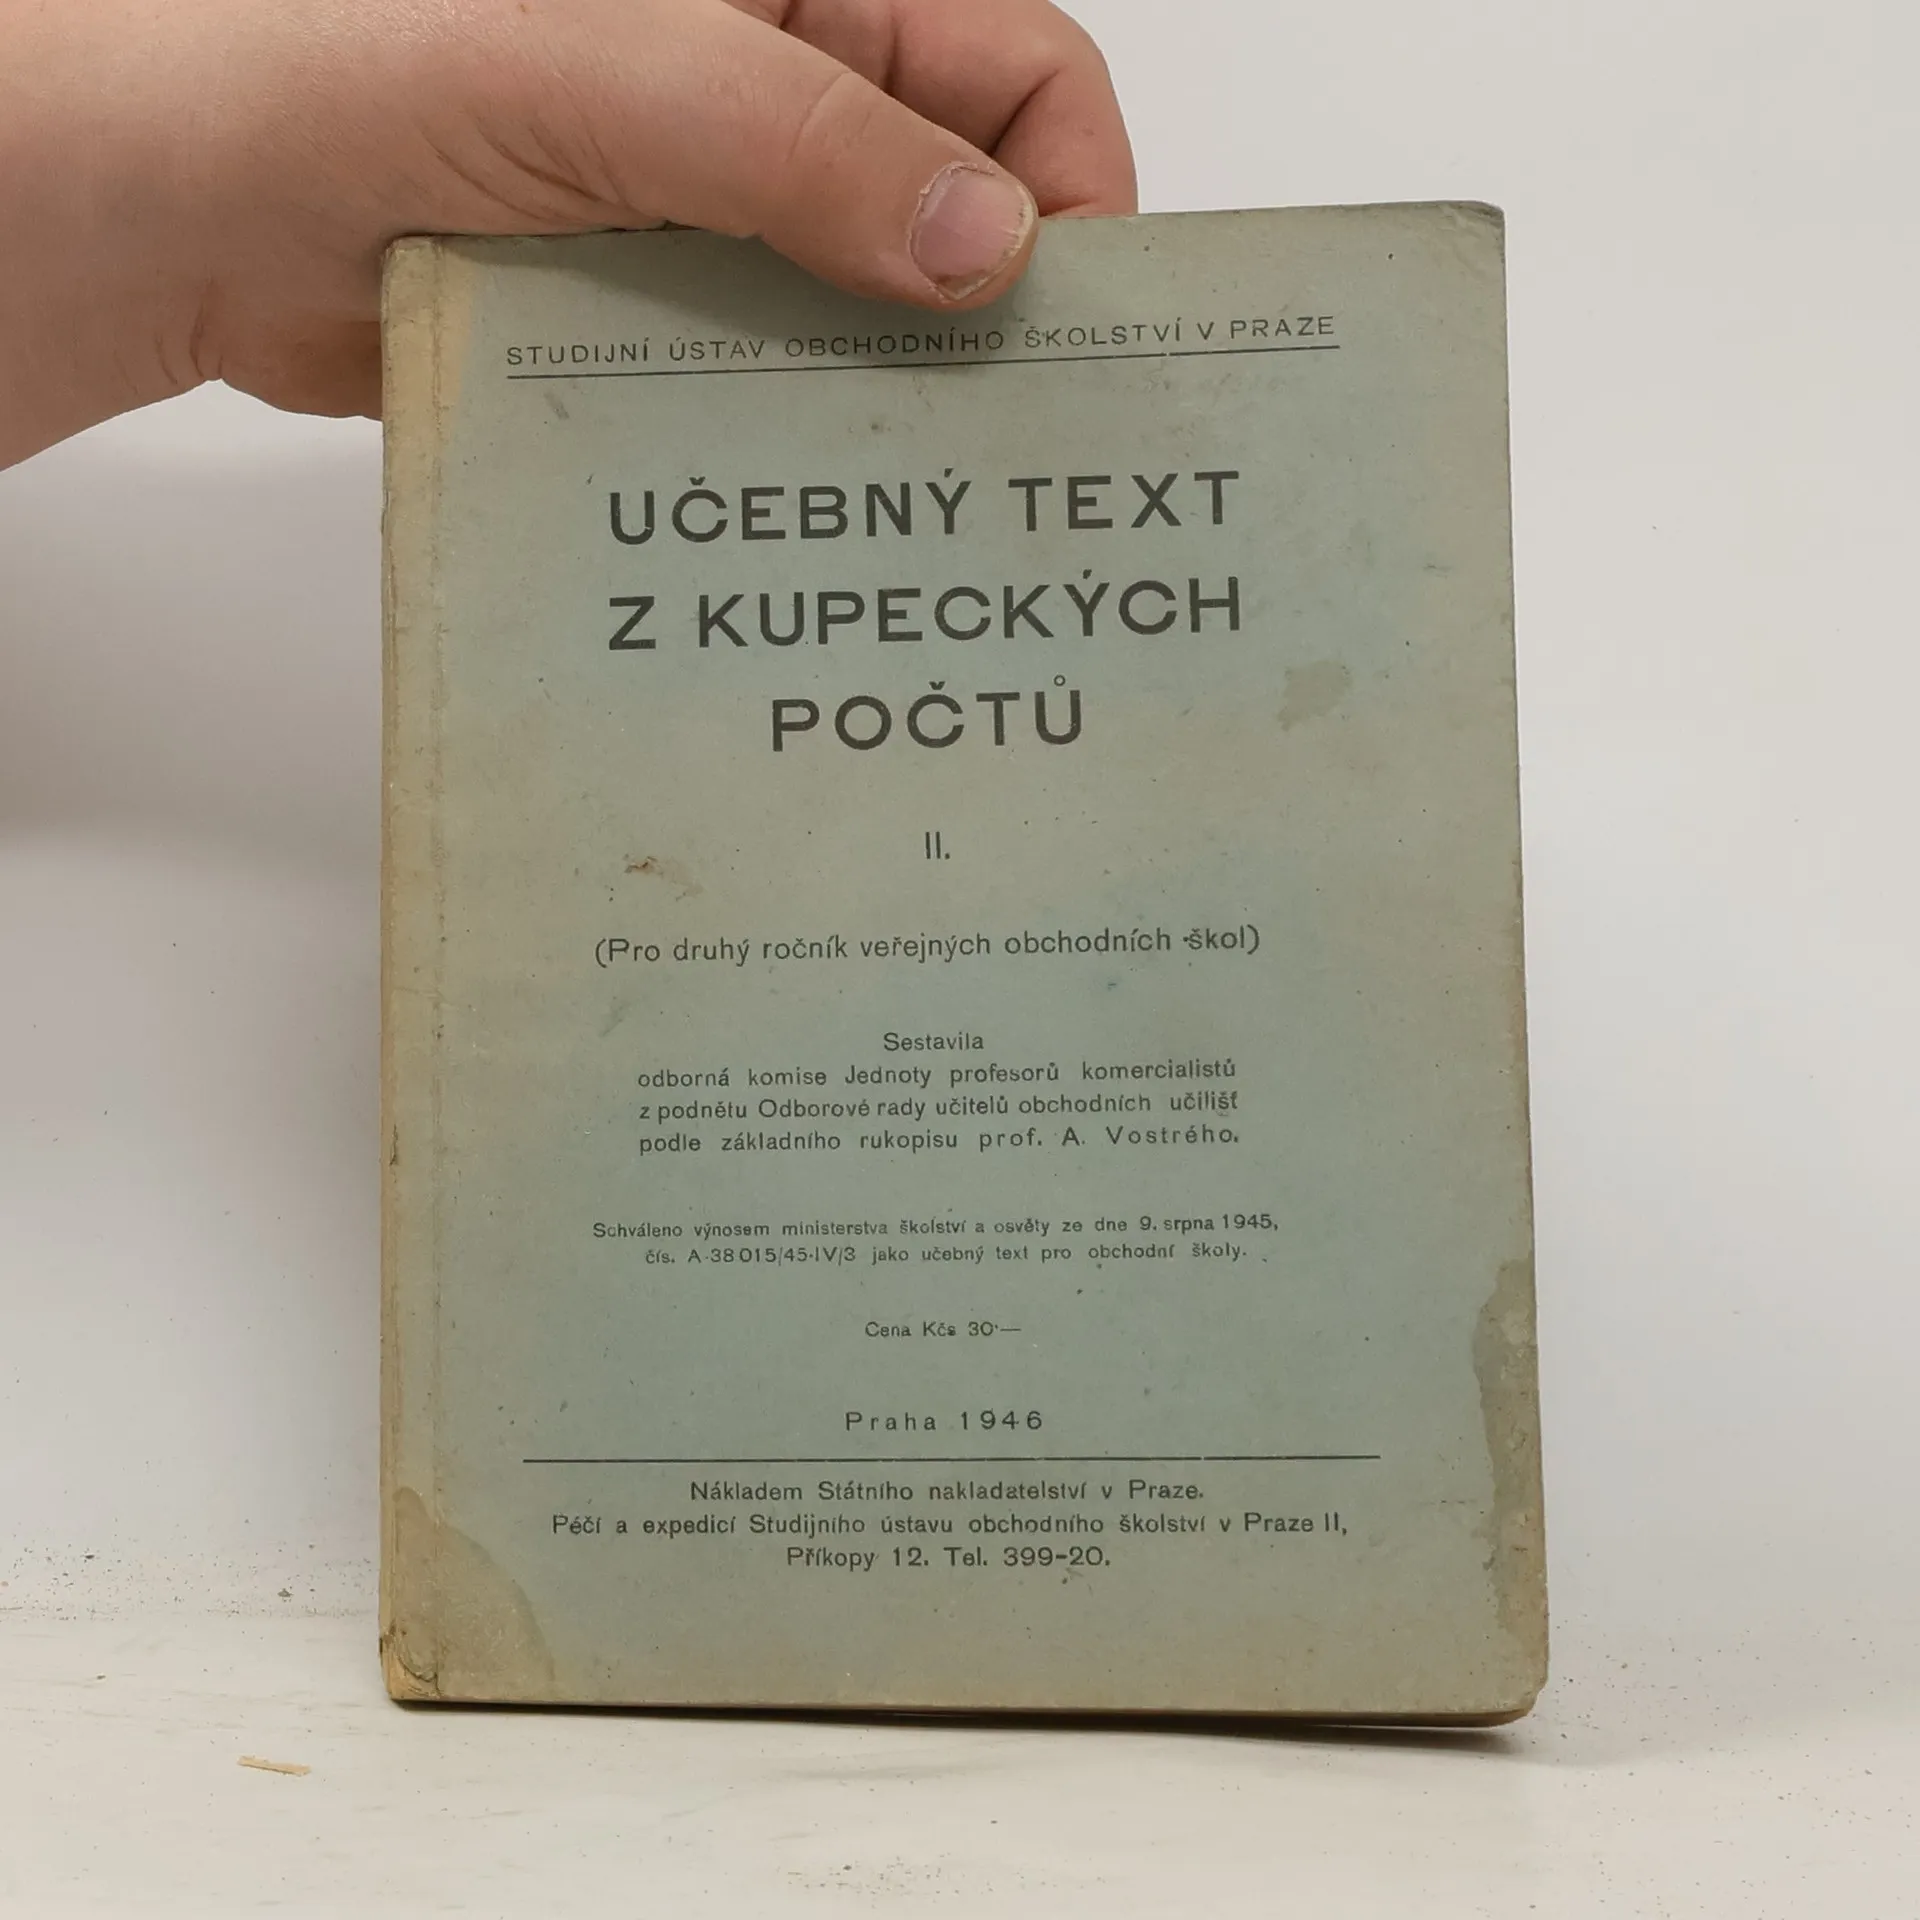 STUDIJNÍ ÚSTAV OBCHODNÍHO ŠKOLSTVÍ V PRAZE
UČEBNÝ TEXT
Z KUPECKÝCH
POČTŮ
II.
(Pro druhý ročník veřejných obchodních škol)
Sestavila
odborná komise Jednoty profesorů komercialistů
z podnětu Odborové rady učitelů obchodních učilišť
podle základního rukopisu prof. A. Vostrého.
Schváleno výnosem ministerstva školství a osvěty ze dne 9. srpna 1945,
čís. A-38 015/45-IV/3 jako učebný text pro obchodní školy.
Cena Kčs 30·—
Praha 1946
Nákladem Státního nakladatelství v Praze.
Péčí a expedicí Studijního ústavu obchodního školství v Praze II,
Příkopy 12. Tel. 399-20.